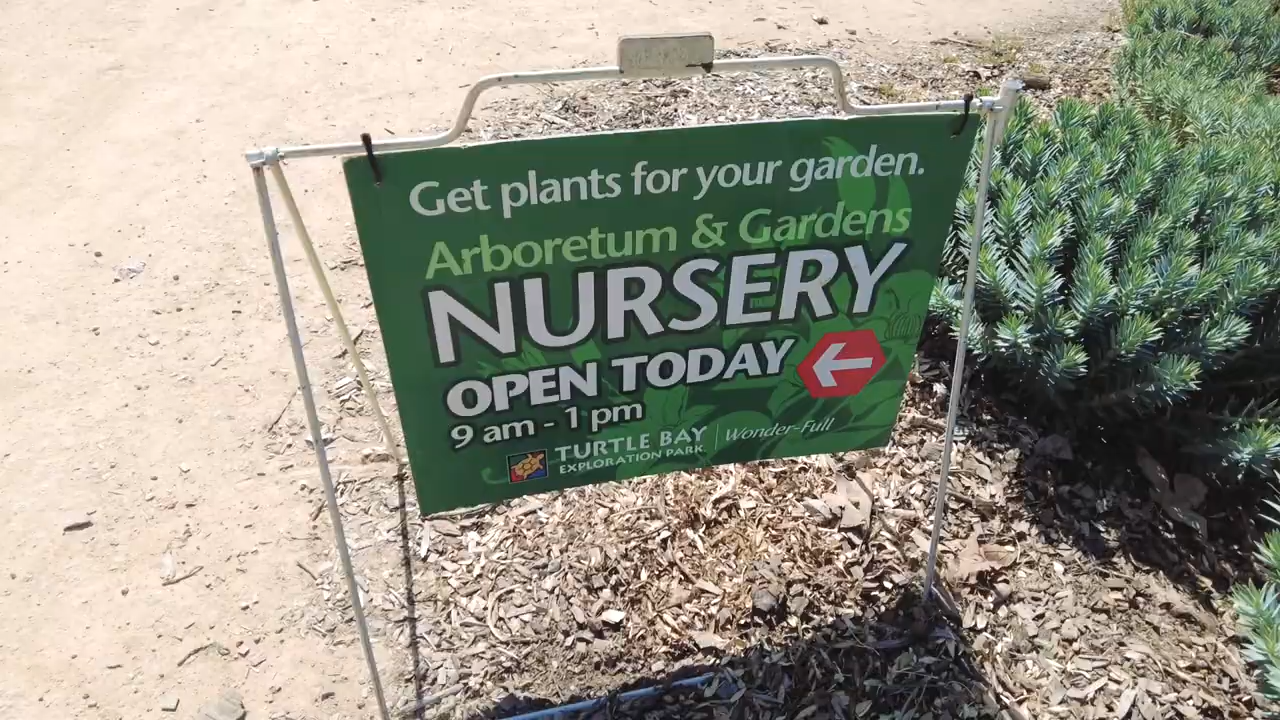 Get plants for your garden.
Arboretum & Gardens
NURSERY
OPEN TODAY
9 am - 1 pm
TURTLE BAY | Wonder-Full
EXPLORATION PARK.